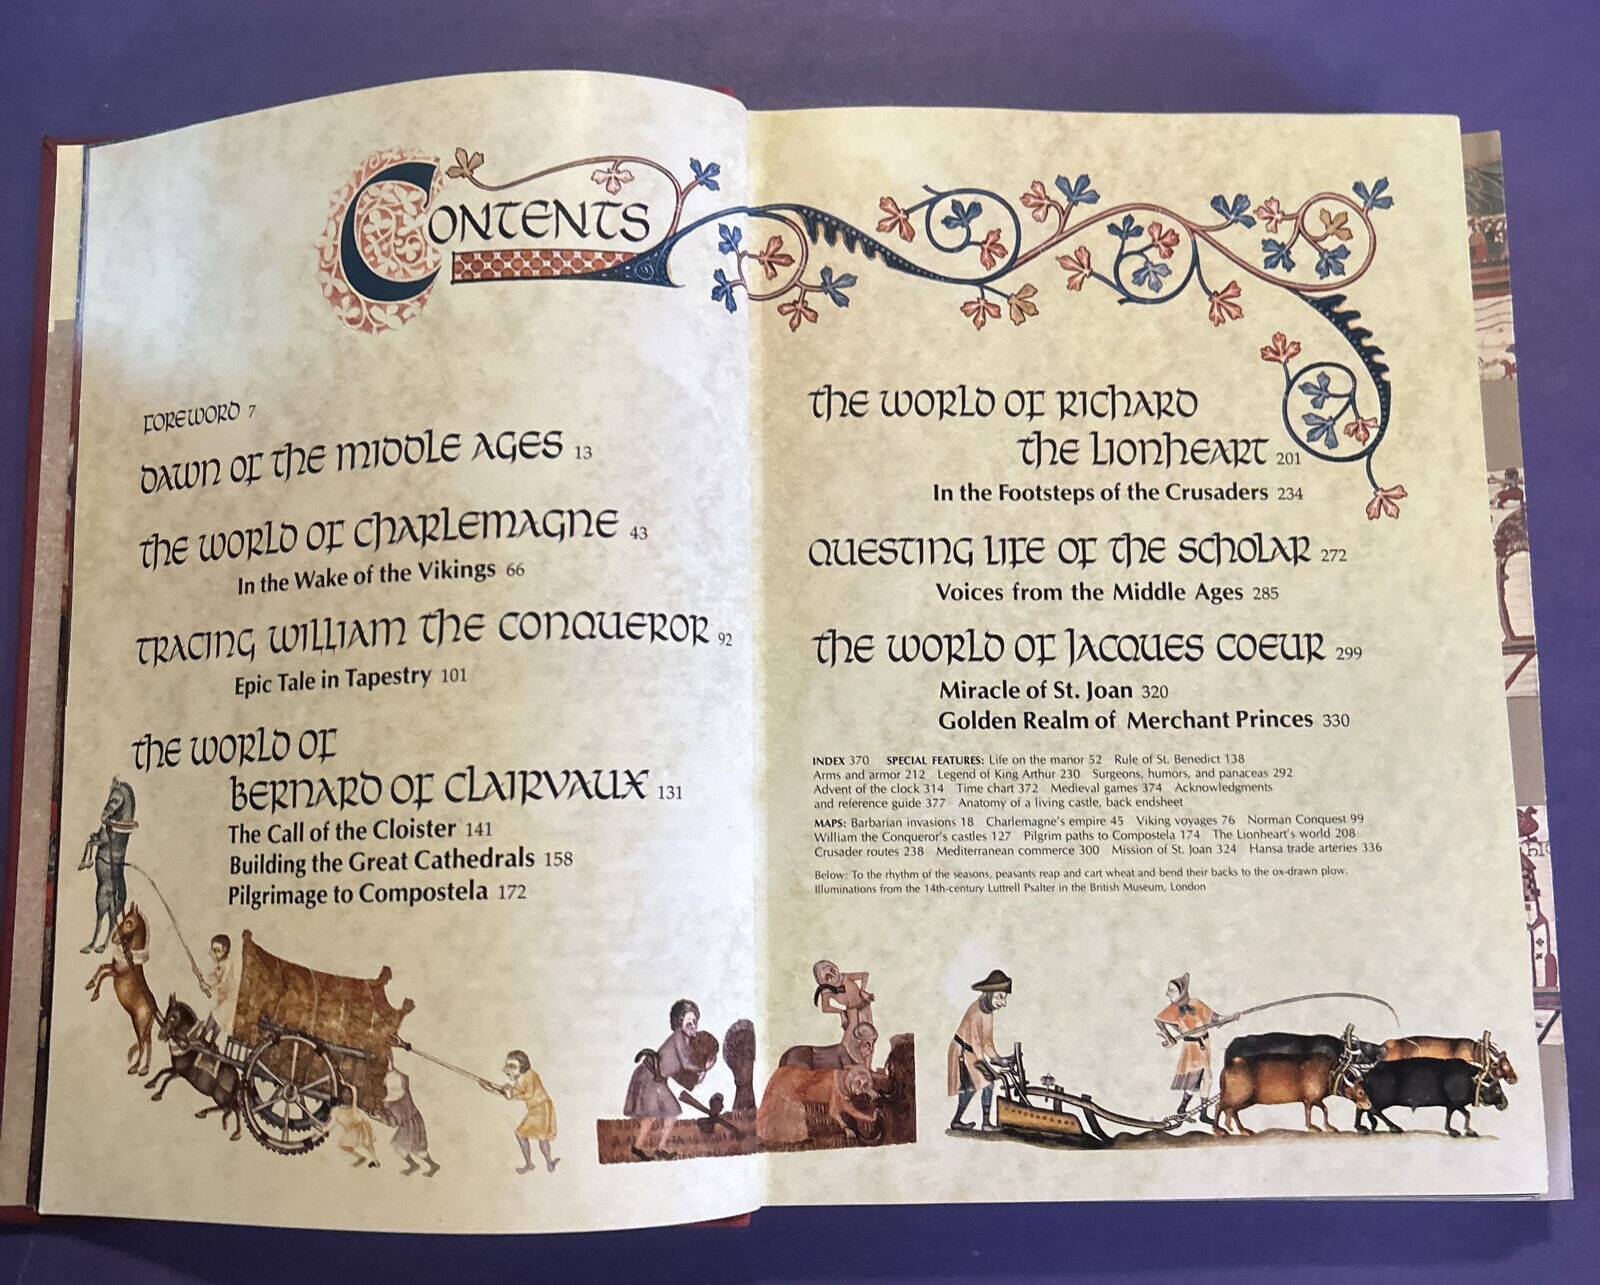 CONTENTS
FOREWORD 7
DAWN OF THE MIDDLE AGES 13
THE WORLD OF CHARLEMAGNE 43
In the Wake of the Vikings 66
TRACING WILLIAM THE CONQUEROR 92
Epic Tale in Tapestry 101
THE WORLD OF
BERNARD OF CLAIRVAUX 131
The Call of the Cloister 141
Building the Great Cathedrals 158
Pilgrimage to Compostela 172
THE WORLD OF RICHARD
THE LIONHEART 201
In the Footsteps of the Crusaders 234
QUESTING LIFE OF THE SCHOLAR 272
Voices from the Middle Ages 285
THE WORLD OF JACQUES COEUR 299
Miracle of St. Joan 320
Golden Realm of Merchant Princes 330
INDEX 370 SPECIAL FEATURES: Life on the manor 52 Rule of St. Benedict 138
Arms and armor 212 Legend of King Arthur 230 Surgeons, humors, and panaceas 292
Advent of the clock 314 Time chart 372 Medieval games 374 Acknowledgments
and reference guide 377 Anatomy of a living castle, back endsheet
MAPS: Barbarian invasions 18 Charlemagne's empire 45 Viking voyages 76 Norman Conquest 99
William the Conqueror's castles 127 Pilgrim paths to Compostela 174 The Lionheart's world 208
Crusader routes 238 Mediterranean commerce 300 Mission of St. Joan 324 Hansa trade arteries 336
Below: To the rhythm of the seasons, peasants reap and cart wheat and bend their backs to the ox-drawn plow.
Illuminations from the 14th-century Luttrell Psalter in the British Museum, London